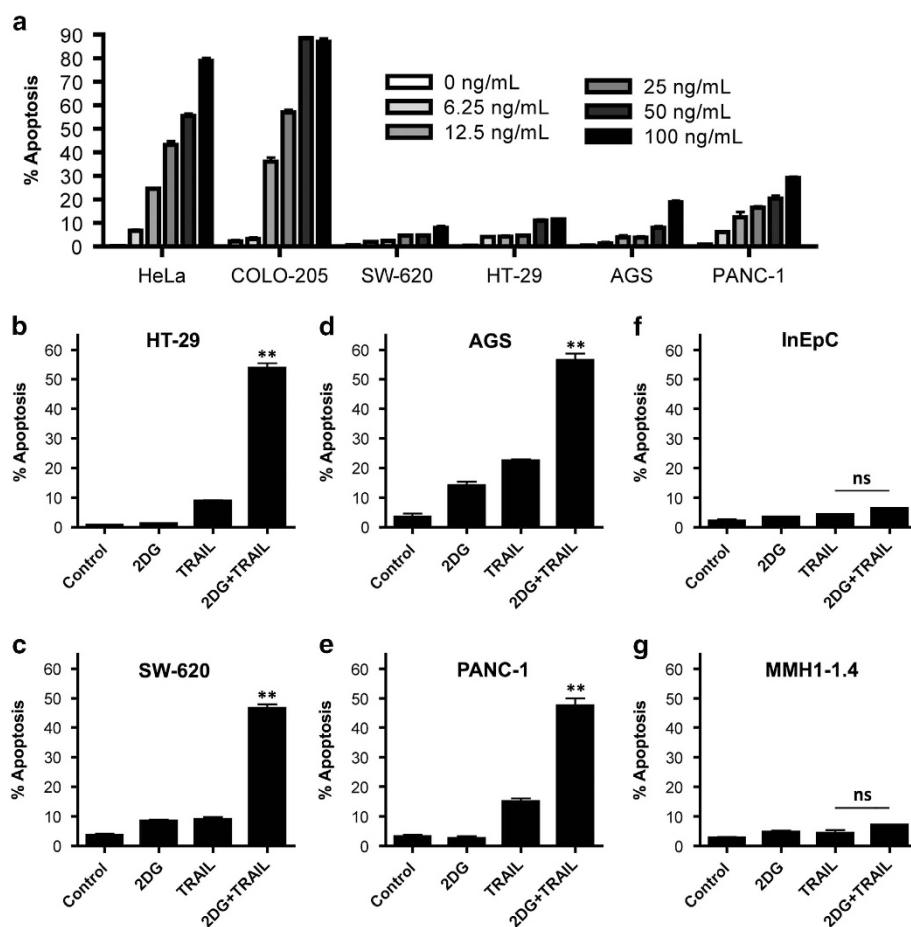 a
% Apoptosis
90
80
70
60
50
40
30
20
10
0
0 ng/mL
6.25 ng/mL
12.5 ng/mL
25 ng/mL
50 ng/mL
100 ng/mL
HeLa COLO-205 SW-620 HT-29 AGS PANC-1
b
HT-29
% Apoptosis
60
50
40
30
20
10
0
**
Control 2DG TRAIL 2DG+TRAIL
d
AGS
% Apoptosis
60
50
40
30
20
10
0
**
Control 2DG TRAIL 2DG+TRAIL
f
InEpC
% Apoptosis
60
50
40
30
20
10
0
ns
Control 2DG TRAIL 2DG+TRAIL
c
SW-620
% Apoptosis
60
50
40
30
20
10
0
**
Control 2DG TRAIL 2DG+TRAIL
e
PANC-1
% Apoptosis
60
50
40
30
20
10
0
**
Control 2DG TRAIL 2DG+TRAIL
g
MMH1-1.4
% Apoptosis
60
50
40
30
20
10
0
ns
Control 2DG TRAIL 2DG+TRAIL